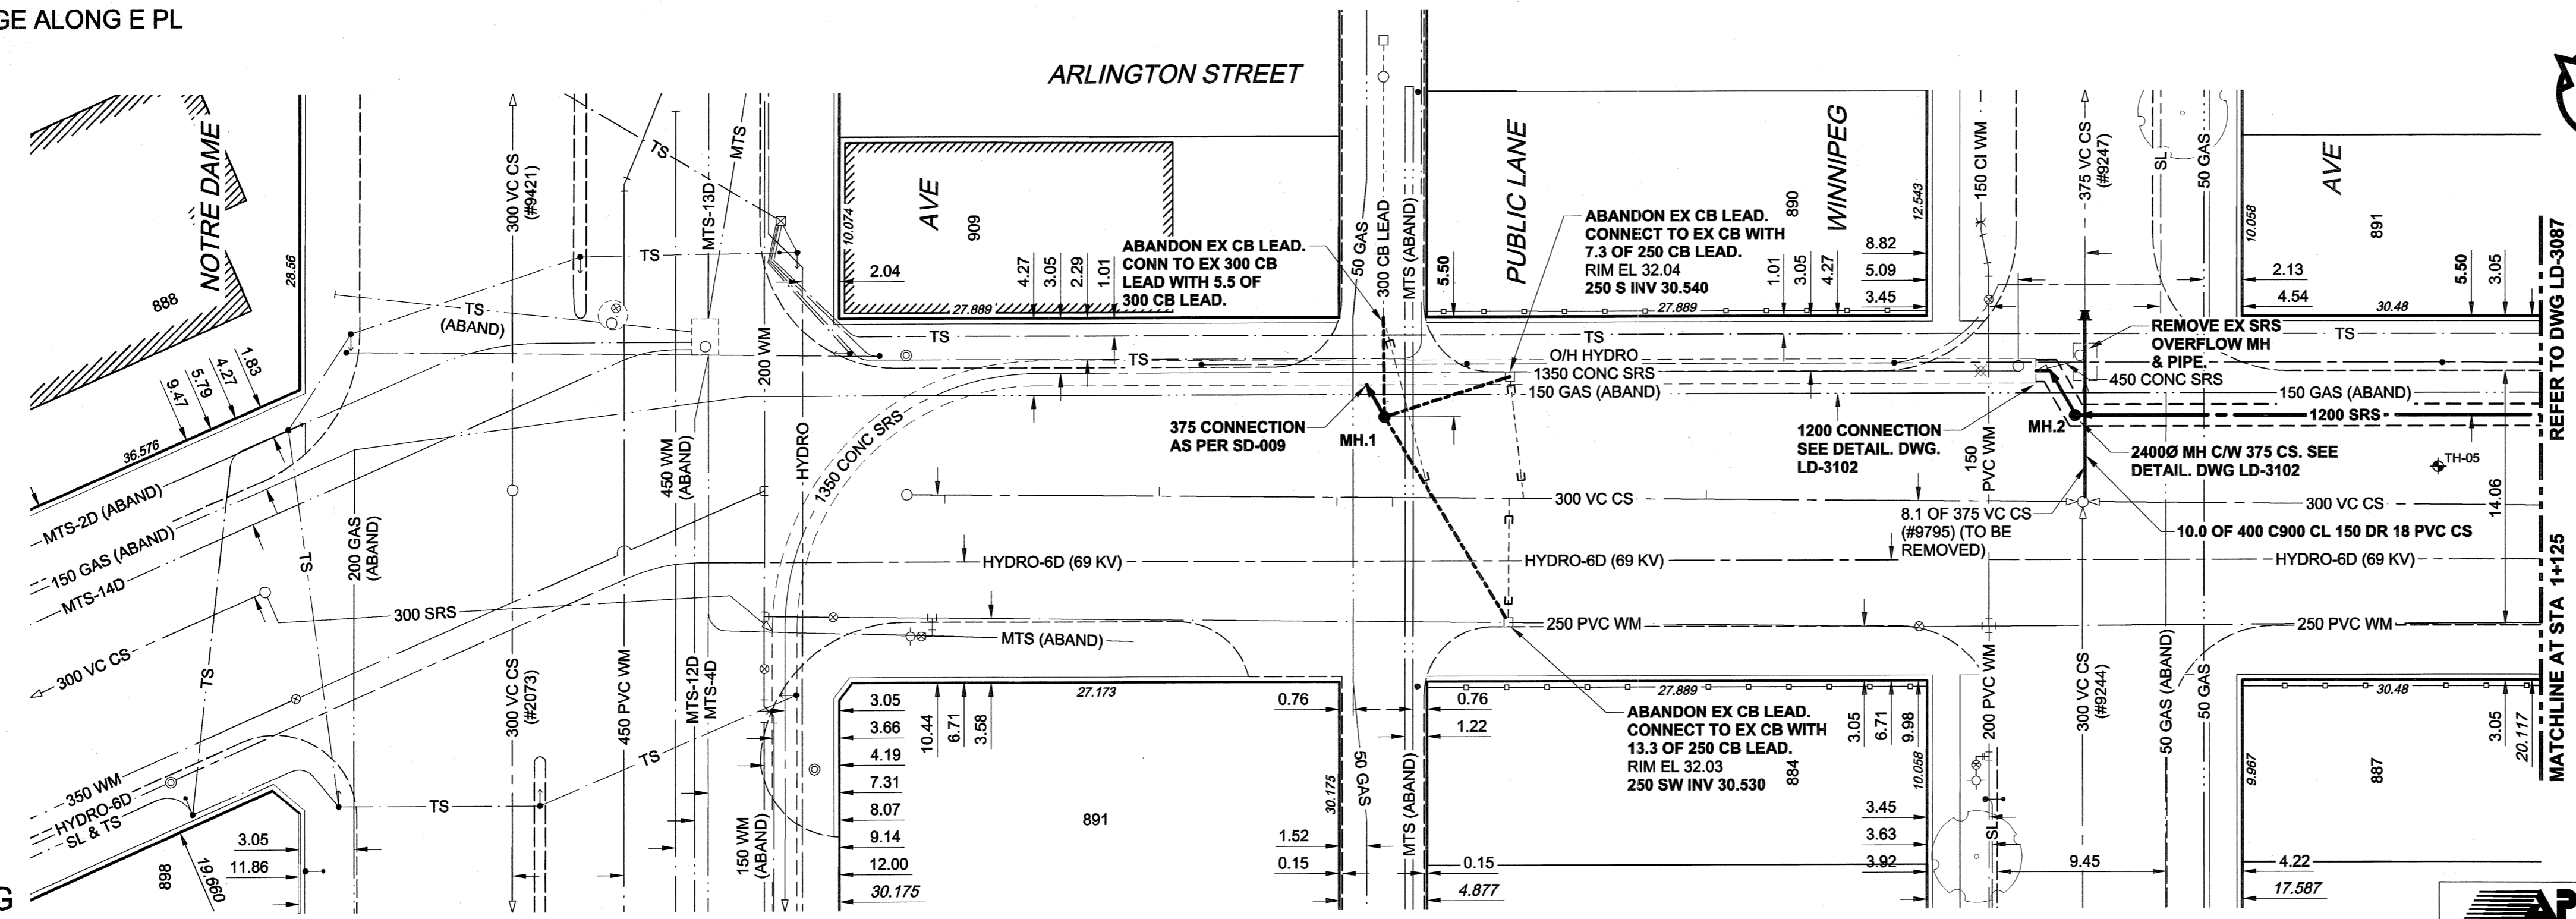 GE ALONG E PL
ARLINGTON STREET
NOTRE DAME
AVE
PUBLIC LANE
WINNIPEG
AVE
888
28.56
36.576
9.47
5.79
4.27
1.83
TS
(ABAND)
TS
TS
300 VC CS
(#9421)
MTS-13D
MTS
200 WM
10.074
909
2.04
27.889
4.27
3.05
2.29
1.01
TS
TS
ABANDON EX CB LEAD.
CONN TO EX 300 CB
LEAD WITH 5.5 OF
300 CB LEAD.
50 GAS
300 CB LEAD
MTS (ABAND)
5.50
ABANDON EX CB LEAD.
CONNECT TO EX CB WITH
7.3 OF 250 CB LEAD.
RIM EL 32.04
250 S INV 30.540
890
27.889
1.01
3.05
4.27
12.543
8.82
5.09
3.45
150 CI WM
375 VC CS
(#9247)
SL
50 GAS
10.058
891
2.13
4.54
30.48
5.50
3.05
TS
O/H HYDRO
1350 CONC SRS
150 GAS (ABAND)
REMOVE EX SRS
OVERFLOW MH
& PIPE.
450 CONC SRS
TS
150 GAS (ABAND)
1200 SRS
375 CONNECTION
AS PER SD-009
MH.1
1200 CONNECTION
SEE DETAIL. DWG.
LD-3102
MH.2
2400Ø MH C/W 375 CS. SEE
DETAIL. DWG LD-3102
TH-05
14.06
150
PVC WM
MTS-2D (ABAND)
150 GAS (ABAND)
MTS-14D
TS
200 GAS
(ABAND)
450 WM
(ABAND)
HYDRO
1350 CONC SRS
300 VC CS
8.1 OF 375 VC CS
(#9795) (TO BE
REMOVED)
300 VC CS
10.0 OF 400 C900 CL 150 DR 18 PVC CS
HYDRO-6D (69 KV)
HYDRO-6D (69 KV)
HYDRO-6D (69 KV)
300 SRS
MTS (ABAND)
250 PVC WM
250 PVC WM
300 VC CS
TS
300 VC CS
(#2073)
450 PVC WM
MTS-12D
MTS-4D
TS
TS
350 WM
HYDRO-6D
SL & TS
898
19.660
3.05
11.86
150 WM
(ABAND)
3.05
3.66
4.19
7.31
8.07
9.14
12.00
30.175
10.44
6.71
3.58
27.173
891
0.76
1.52
0.15
30.175
50 GAS
MTS (ABAND)
0.76
1.22
0.15
4.877
27.889
ABANDON EX CB LEAD.
CONNECT TO EX CB WITH
13.3 OF 250 CB LEAD.
RIM EL 32.03
250 SW INV 30.530
884
3.05
6.71
9.98
10.058
3.45
3.63
3.92
200 PVC WM
SL
300 VC CS
(#9244)
50 GAS (ABAND)
50 GAS
9.45
9.967
30.48
887
3.05
20.117
4.22
17.587
REFER TO DWG LD-3087
MATCHLINE AT STA 1+125
G